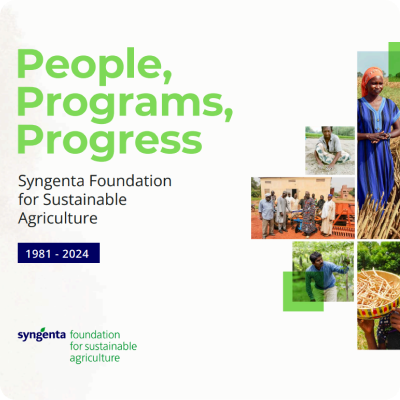 People,
Programs,
Progress
Syngenta Foundation
for Sustainable
Agriculture
1981 - 2024
syngenta foundation
for sustainable
agriculture